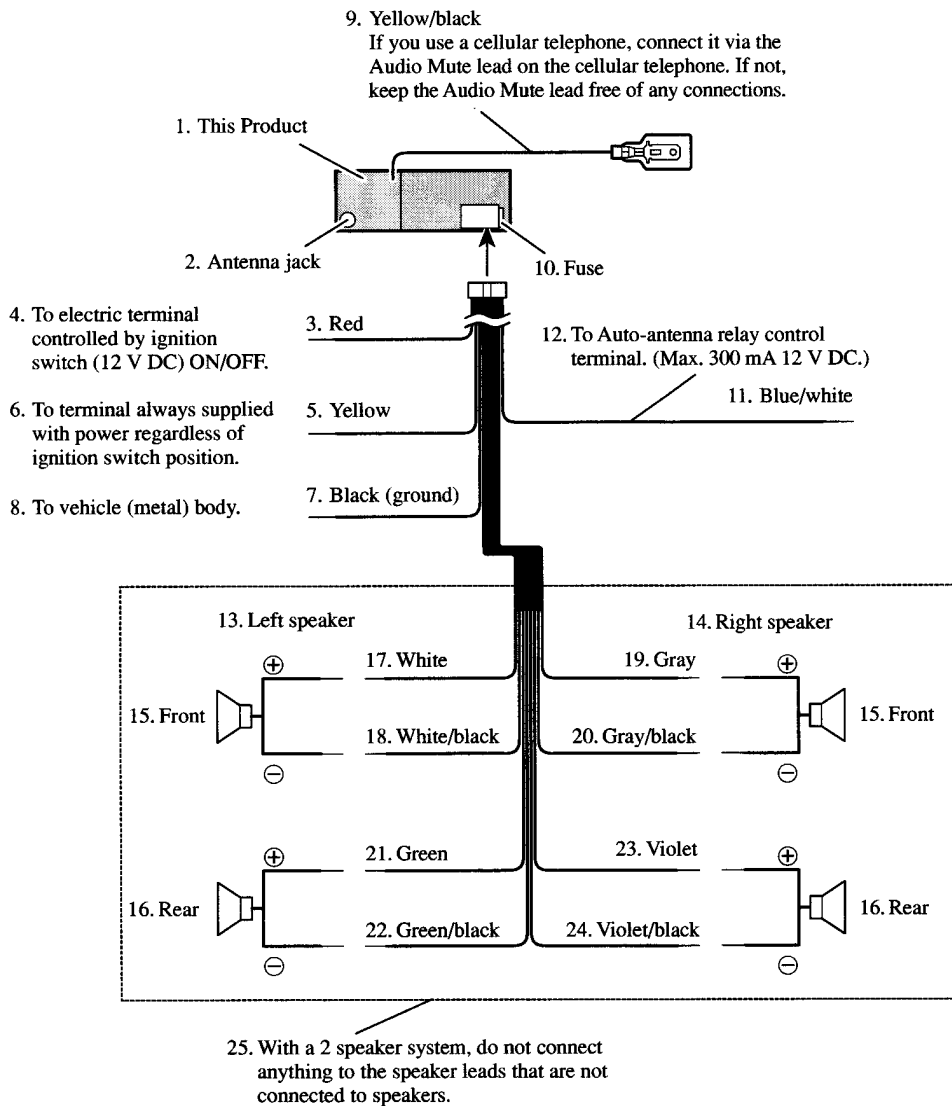 9. Yellow/black
If you use a cellular telephone, connect it via the
Audio Mute lead on the cellular telephone. If not,
keep the Audio Mute lead free of any connections.
1. This Product
2. Antenna jack
10. Fuse
4. To electric terminal
controlled by ignition
switch (12 V DC) ON/OFF.
3. Red
12. To Auto-antenna relay control
terminal. (Max. 300 mA 12 V DC.)
11. Blue/white
6. To terminal always supplied
with power regardless of
ignition switch position.
5. Yellow
8. To vehicle (metal) body.
7. Black (ground)
13. Left speaker
14. Right speaker
+
17. White
19. Gray
+
15. Front
15. Front
18. White/black
20. Gray/black
−
−
+
21. Green
23. Violet
+
16. Rear
16. Rear
22. Green/black
24. Violet/black
−
−
25. With a 2 speaker system, do not connect
anything to the speaker leads that are not
connected to speakers.